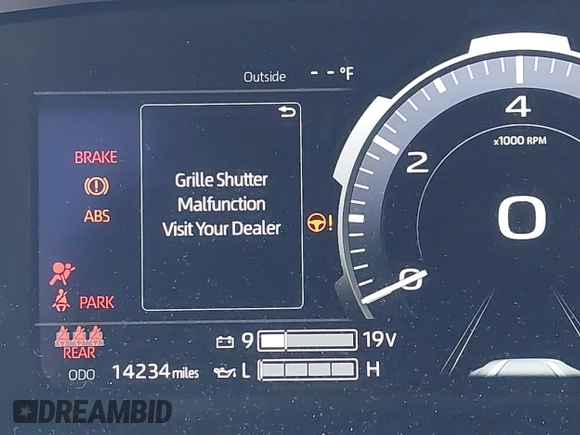 Outside -- °F
BRAKE
ABS
Grille Shutter
Malfunction
Visit Your Dealer
PARK
REAR
ODO 14234 miles
9 19V
L H
4
x1000 RPM
2
0
0
DREAMBID